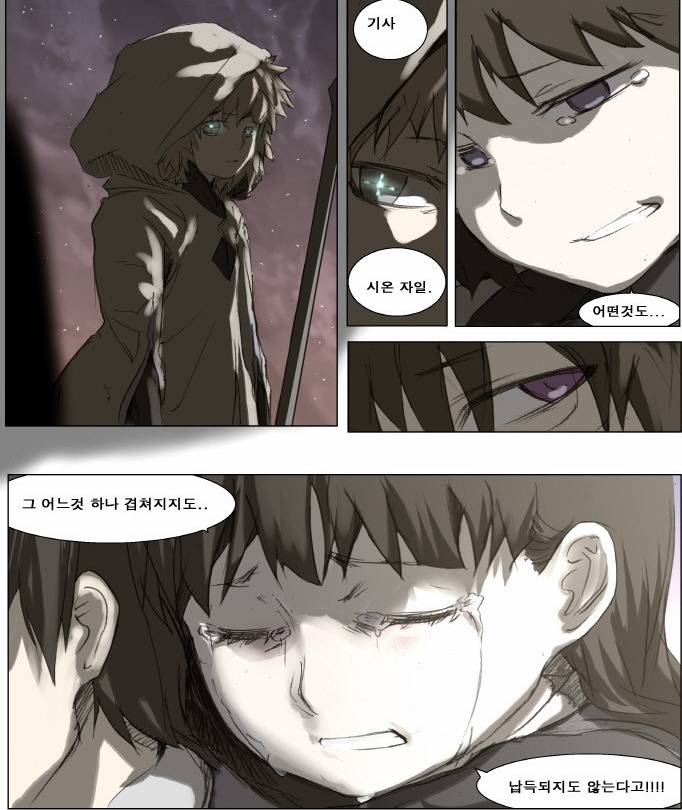 기사
시온 자일.
어떤것도...
그 어느것 하나 겹쳐지지도..
납득되지도 않는다고!!!!